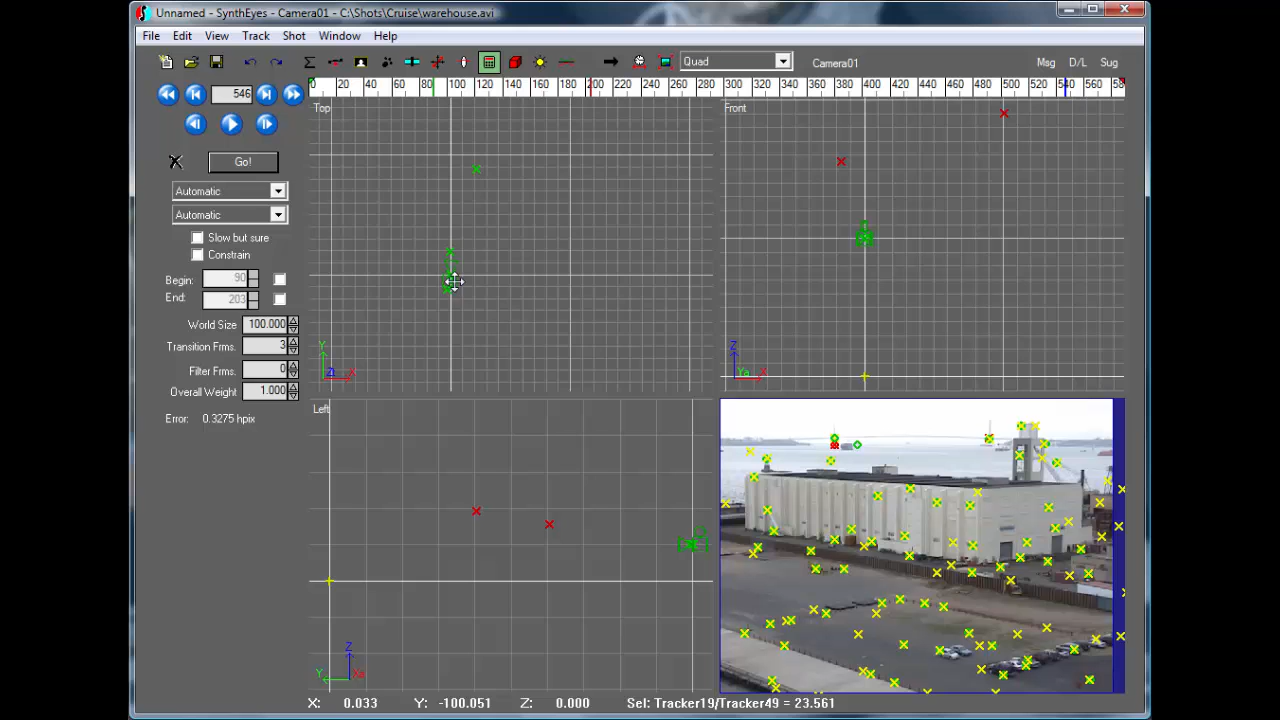 Unnamed - SynthEyes - Camera01 - C:\Shots\Cruise\warehouse.avi
File Edit View Track Shot Window Help
Quad Camera01 Msg D/L Sug
546
0 20 40 60 80 100 120 140 160 180 200 220 240 260 280 300 320 340 360 380 400 420 440 460 480 500 520 540 560 58
Top
Front
Go!
Automatic
Automatic
Slow but sure
Constrain
Begin: 90
End: 203
World Size 100.000
Transition Frms. 3
Filter Frms. 0
Overall Weight 1.000
Error: 0.3275 hpix
Y
X
Z
X
Left
Z
Y
X: 0.033 Y: -100.051 Z: 0.000 Sel: Tracker19/Tracker49 = 23.561